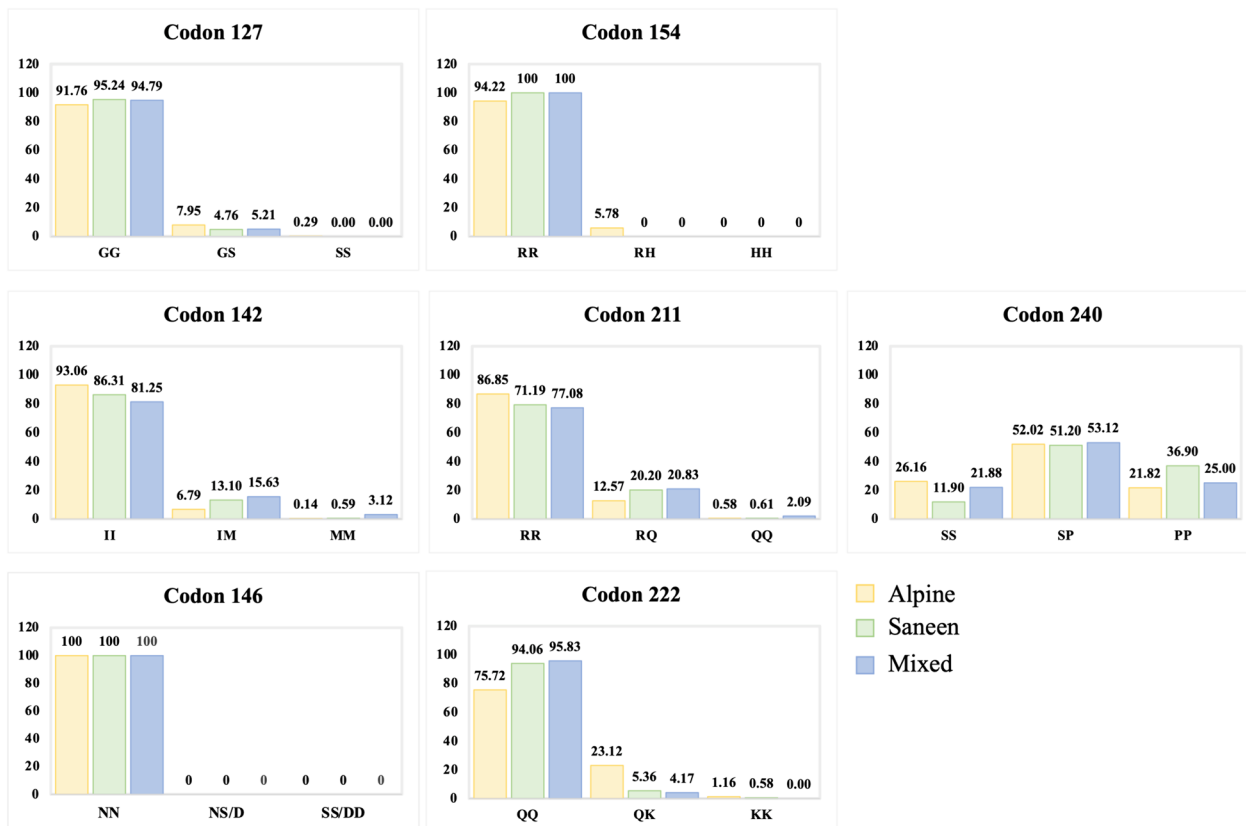 Codon 127
120
100
80
60
40
20
0
91.76 95.24 94.79
7.95 4.76 5.21
0.29 0.00 0.00
GG GS SS
Codon 154
120
100
80
60
40
20
0
94.22 100 100
5.78 0 0
0 0 0
RR RH HH
Codon 142
120
100
80
60
40
20
0
93.06 86.31 81.25
6.79 13.10 15.63
0.14 0.59 3.12
II IM MM
Codon 211
120
100
80
60
40
20
0
86.85 71.19 77.08
12.57 20.20 20.83
0.58 0.61 2.09
RR RQ QQ
Codon 240
120
100
80
60
40
20
0
26.16 11.90 21.88
52.02 51.20 53.12
21.82 36.90 25.00
SS SP PP
Codon 146
120
100
80
60
40
20
0
100 100 100
0 0 0
0 0 0
NN NS/D SS/DD
Codon 222
120
100
80
60
40
20
0
75.72 94.06 95.83
23.12 5.36 4.17
1.16 0.58 0.00
QQ QK KK
Alpine
Saneen
Mixed